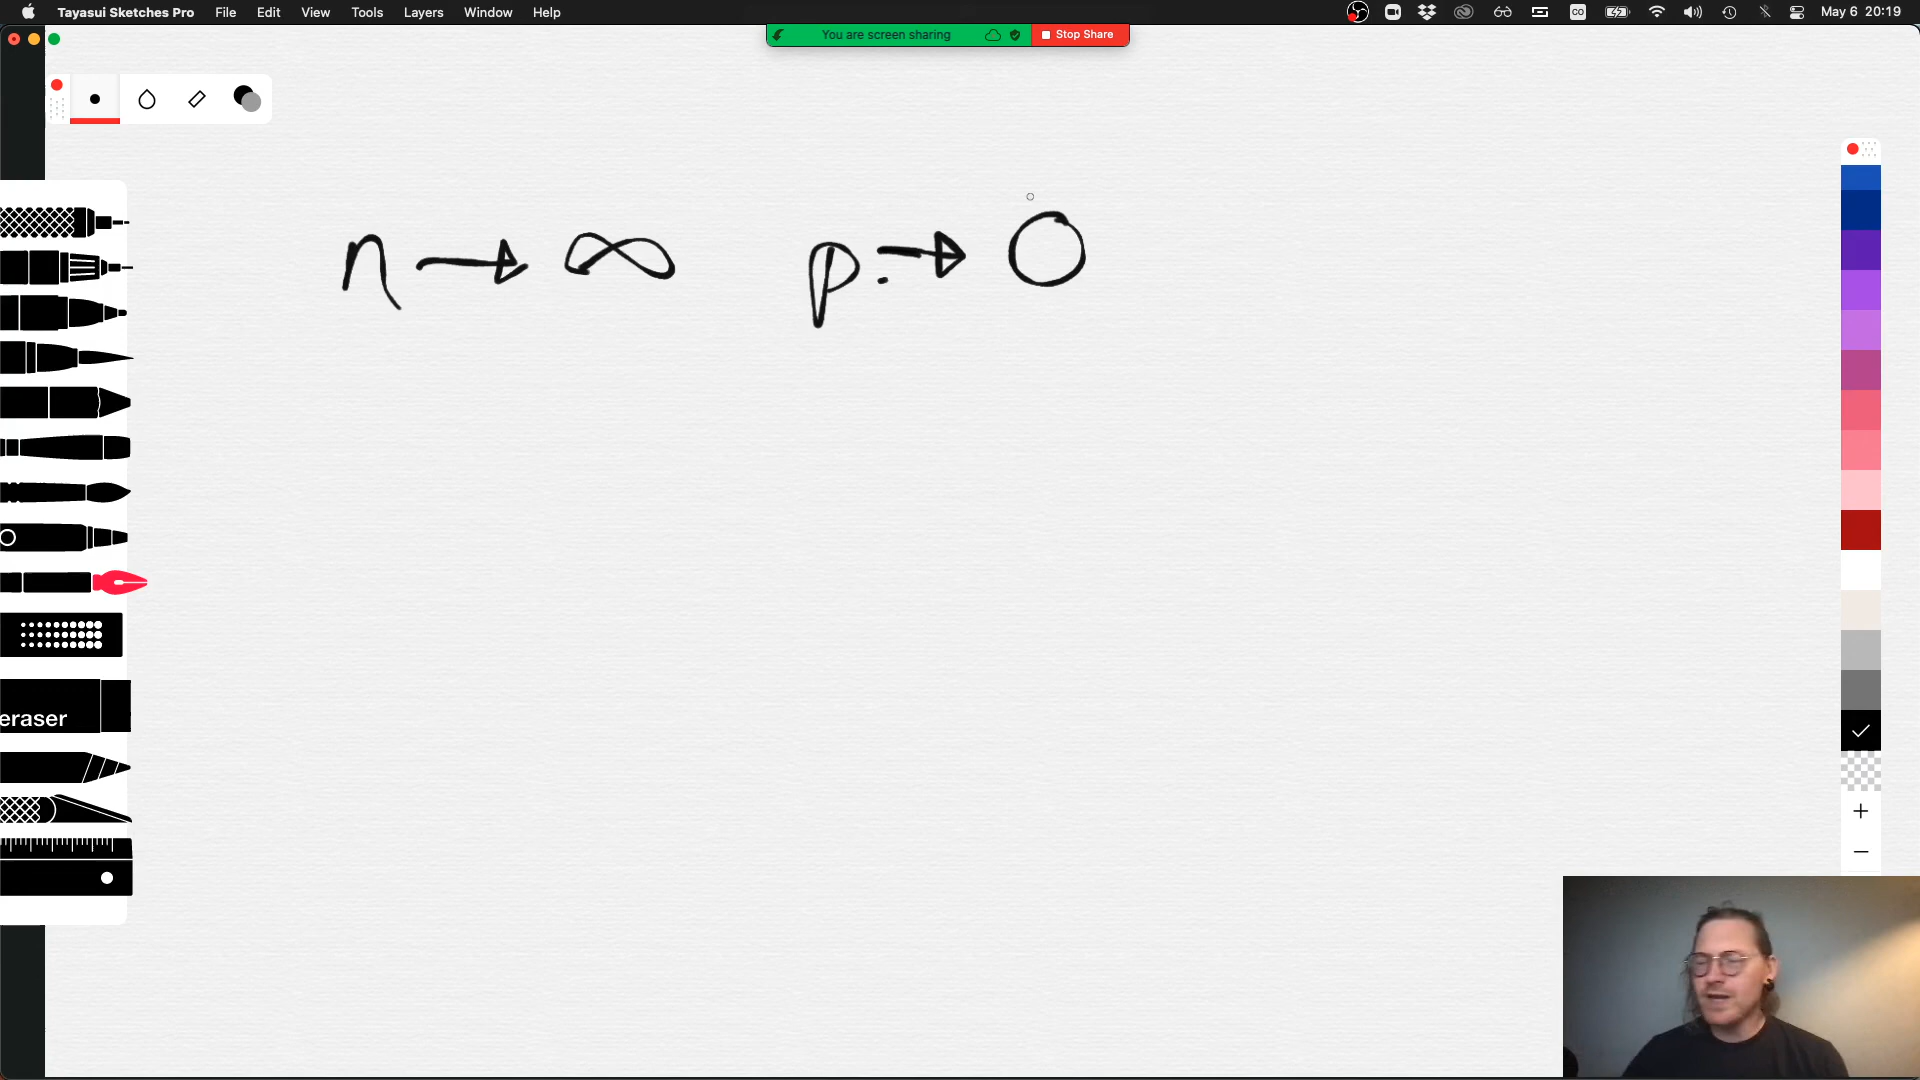 Tayasui Sketches Pro File Edit View Tools Layers Window Help May 6 20:19
You are screen sharing Stop Share
n → ∞ p → 0
eraser